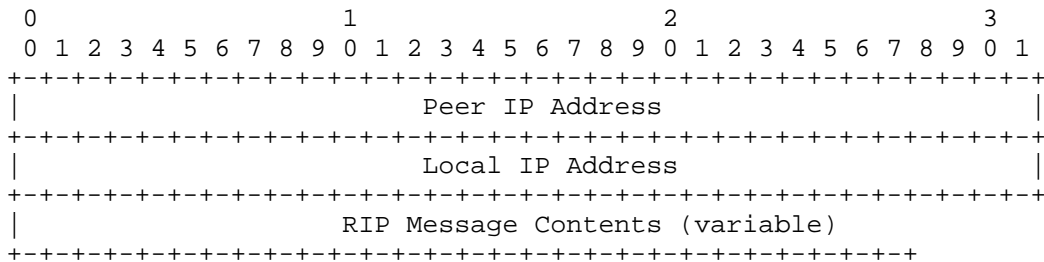 0                   1                   2                   3
 0 1 2 3 4 5 6 7 8 9 0 1 2 3 4 5 6 7 8 9 0 1 2 3 4 5 6 7 8 9 0 1
+-+-+-+-+-+-+-+-+-+-+-+-+-+-+-+-+-+-+-+-+-+-+-+-+-+-+-+-+-+-+-+-+
|                         Peer IP Address                       |
+-+-+-+-+-+-+-+-+-+-+-+-+-+-+-+-+-+-+-+-+-+-+-+-+-+-+-+-+-+-+-+-+
|                         Local IP Address                      |
+-+-+-+-+-+-+-+-+-+-+-+-+-+-+-+-+-+-+-+-+-+-+-+-+-+-+-+-+-+-+-+-+
|                    RIP Message Contents (variable)
+-+-+-+-+-+-+-+-+-+-+-+-+-+-+-+-+-+-+-+-+-+-+-+-+-+-+-+-+